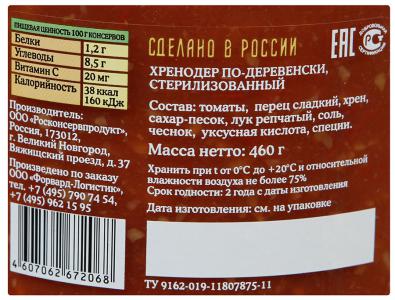 ПИЩЕВАЯ ЦЕННОСТЬ 100 Г КОНСЕРВОВ
Белки 1,2 г
Углеводы 8,5 г
Витамин С 20 мг
Калорийность 38 ккал
160 кДж
Производитель:
ООО «Росконсервпродукт»,
Россия, 173012,
г. Великий Новгород,
Вяжищский проезд, д. 37
Произведено по заказу
ООО «Форвард-Логистик»,
тел. +7 (495) 790 74 54,
+7 (495) 962 15 95
4 607062 672068
СДЕЛАНО В РОССИИ
ЕАС
ХРЕНОДЕР ПО-ДЕРЕВЕНСКИ,
СТЕРИЛИЗОВАННЫЙ
Состав: томаты, перец сладкий, хрен,
сахар-песок, лук репчатый, соль,
чеснок, уксусная кислота, специи.
Масса нетто: 460 г
Хранить при t от 0°С до +20°С и относительной
влажности воздуха не более 75%
Срок годности: 2 года с даты изготовления
Дата изготовления: см. на упаковке
ТУ 9162-019-11807875-11